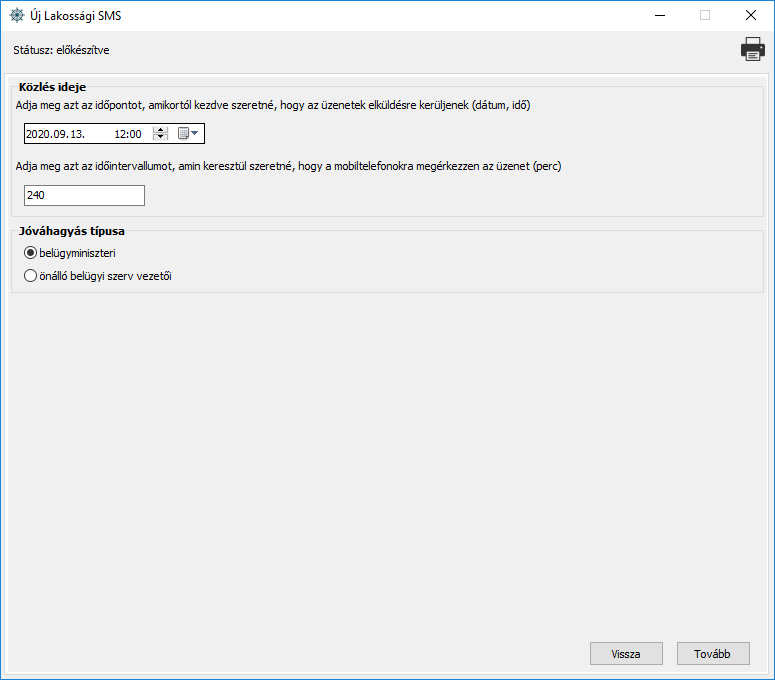 Új Lakossági SMS
Státusz: előkészítve
Közlés ideje
Adja meg azt az időpontot, amikortól kezdve szeretné, hogy az üzenetek elküldésre kerüljenek (dátum, idő)
2020.09.13. 12:00
Adja meg azt az időintervallumot, amin keresztül szeretné, hogy a mobiltelefonokra megérkezzen az üzenet (perc)
240
Jóváhagyás típusa
belügyminiszteri
önálló belügyi szerv vezetői
Vissza
Tovább